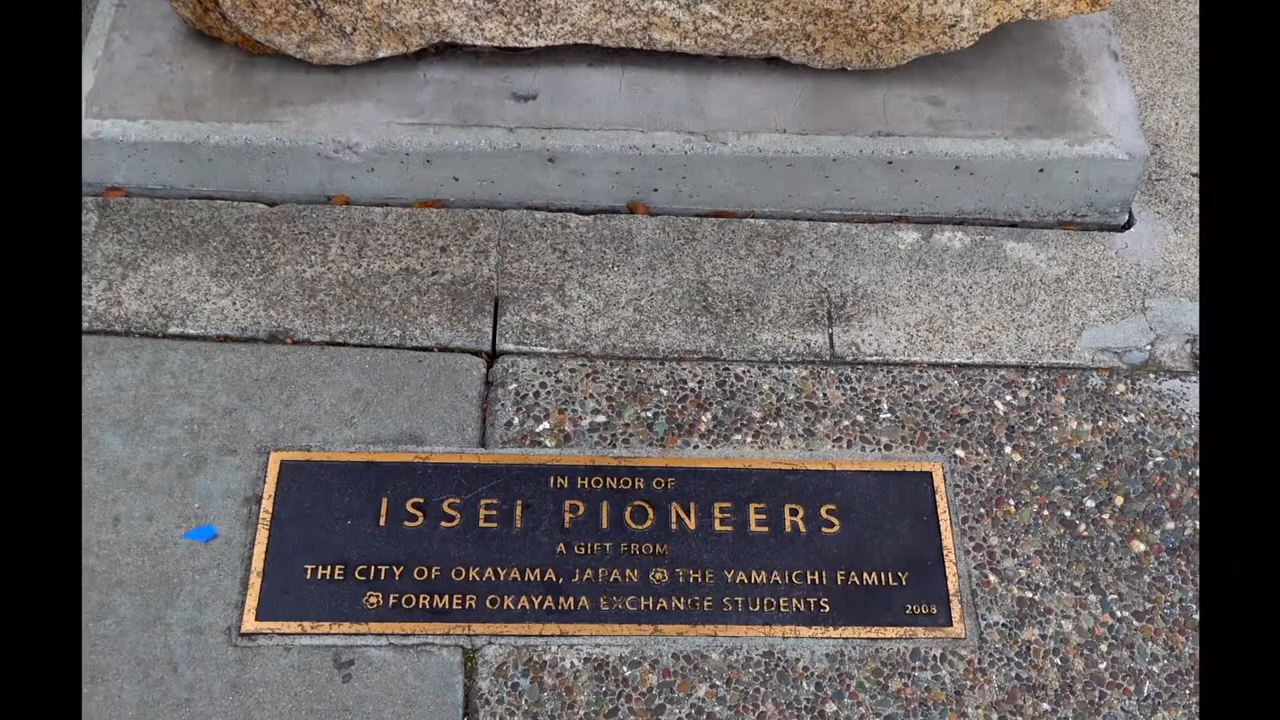 IN HONOR OF
ISSEI PIONEERS
A GIFT FROM
THE CITY OF OKAYAMA, JAPAN THE YAMAICHI FAMILY
FORMER OKAYAMA EXCHANGE STUDENTS
2008